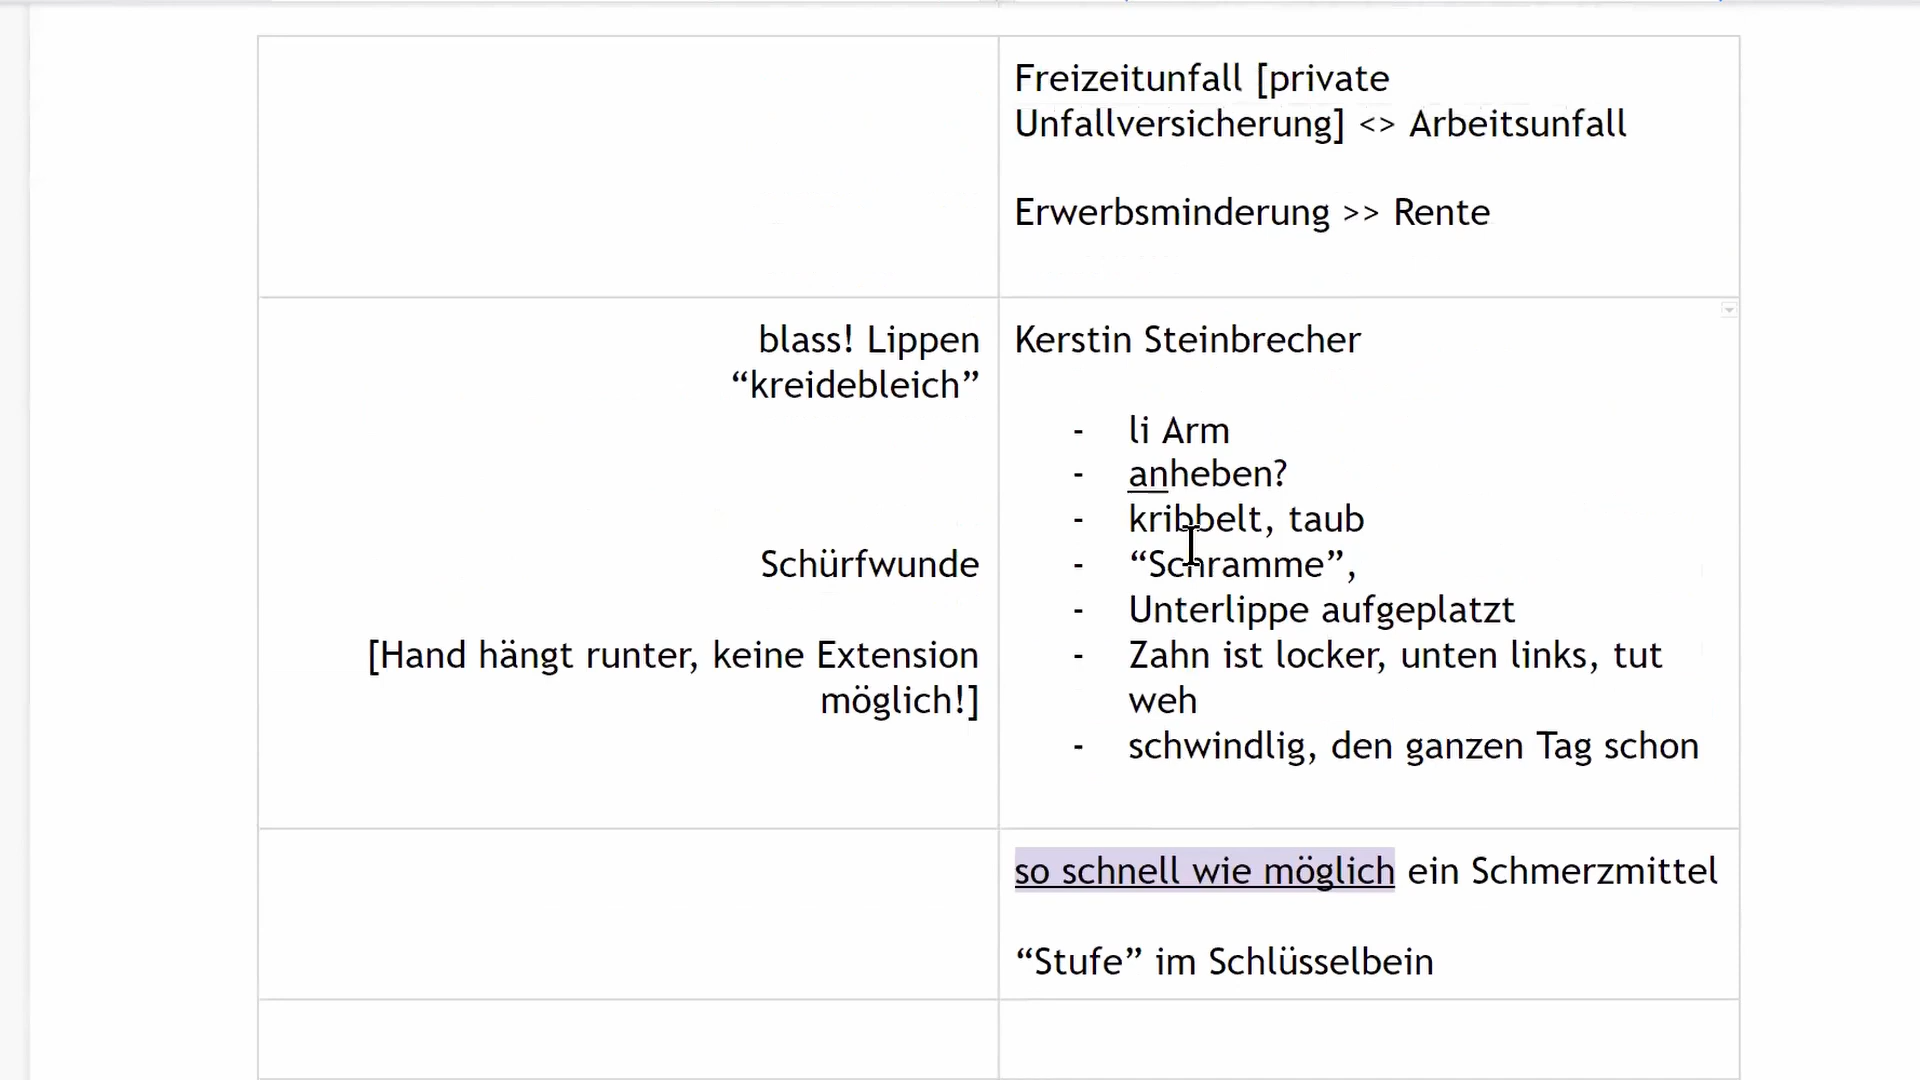 Freizeitunfall [private
Unfallversicherung] <> Arbeitsunfall
Erwerbsminderung >> Rente
blass! Lippen
“kreidebleich”
Schürfwunde
[Hand hängt runter, keine Extension
möglich!]
Kerstin Steinbrecher
- li Arm
- anheben?
- kribbelt, taub
- “Schramme”,
- Unterlippe aufgeplatzt
- Zahn ist locker, unten links, tut
weh
- schwindlig, den ganzen Tag schon
so schnell wie möglich ein Schmerzmittel
“Stufe” im Schlüsselbein